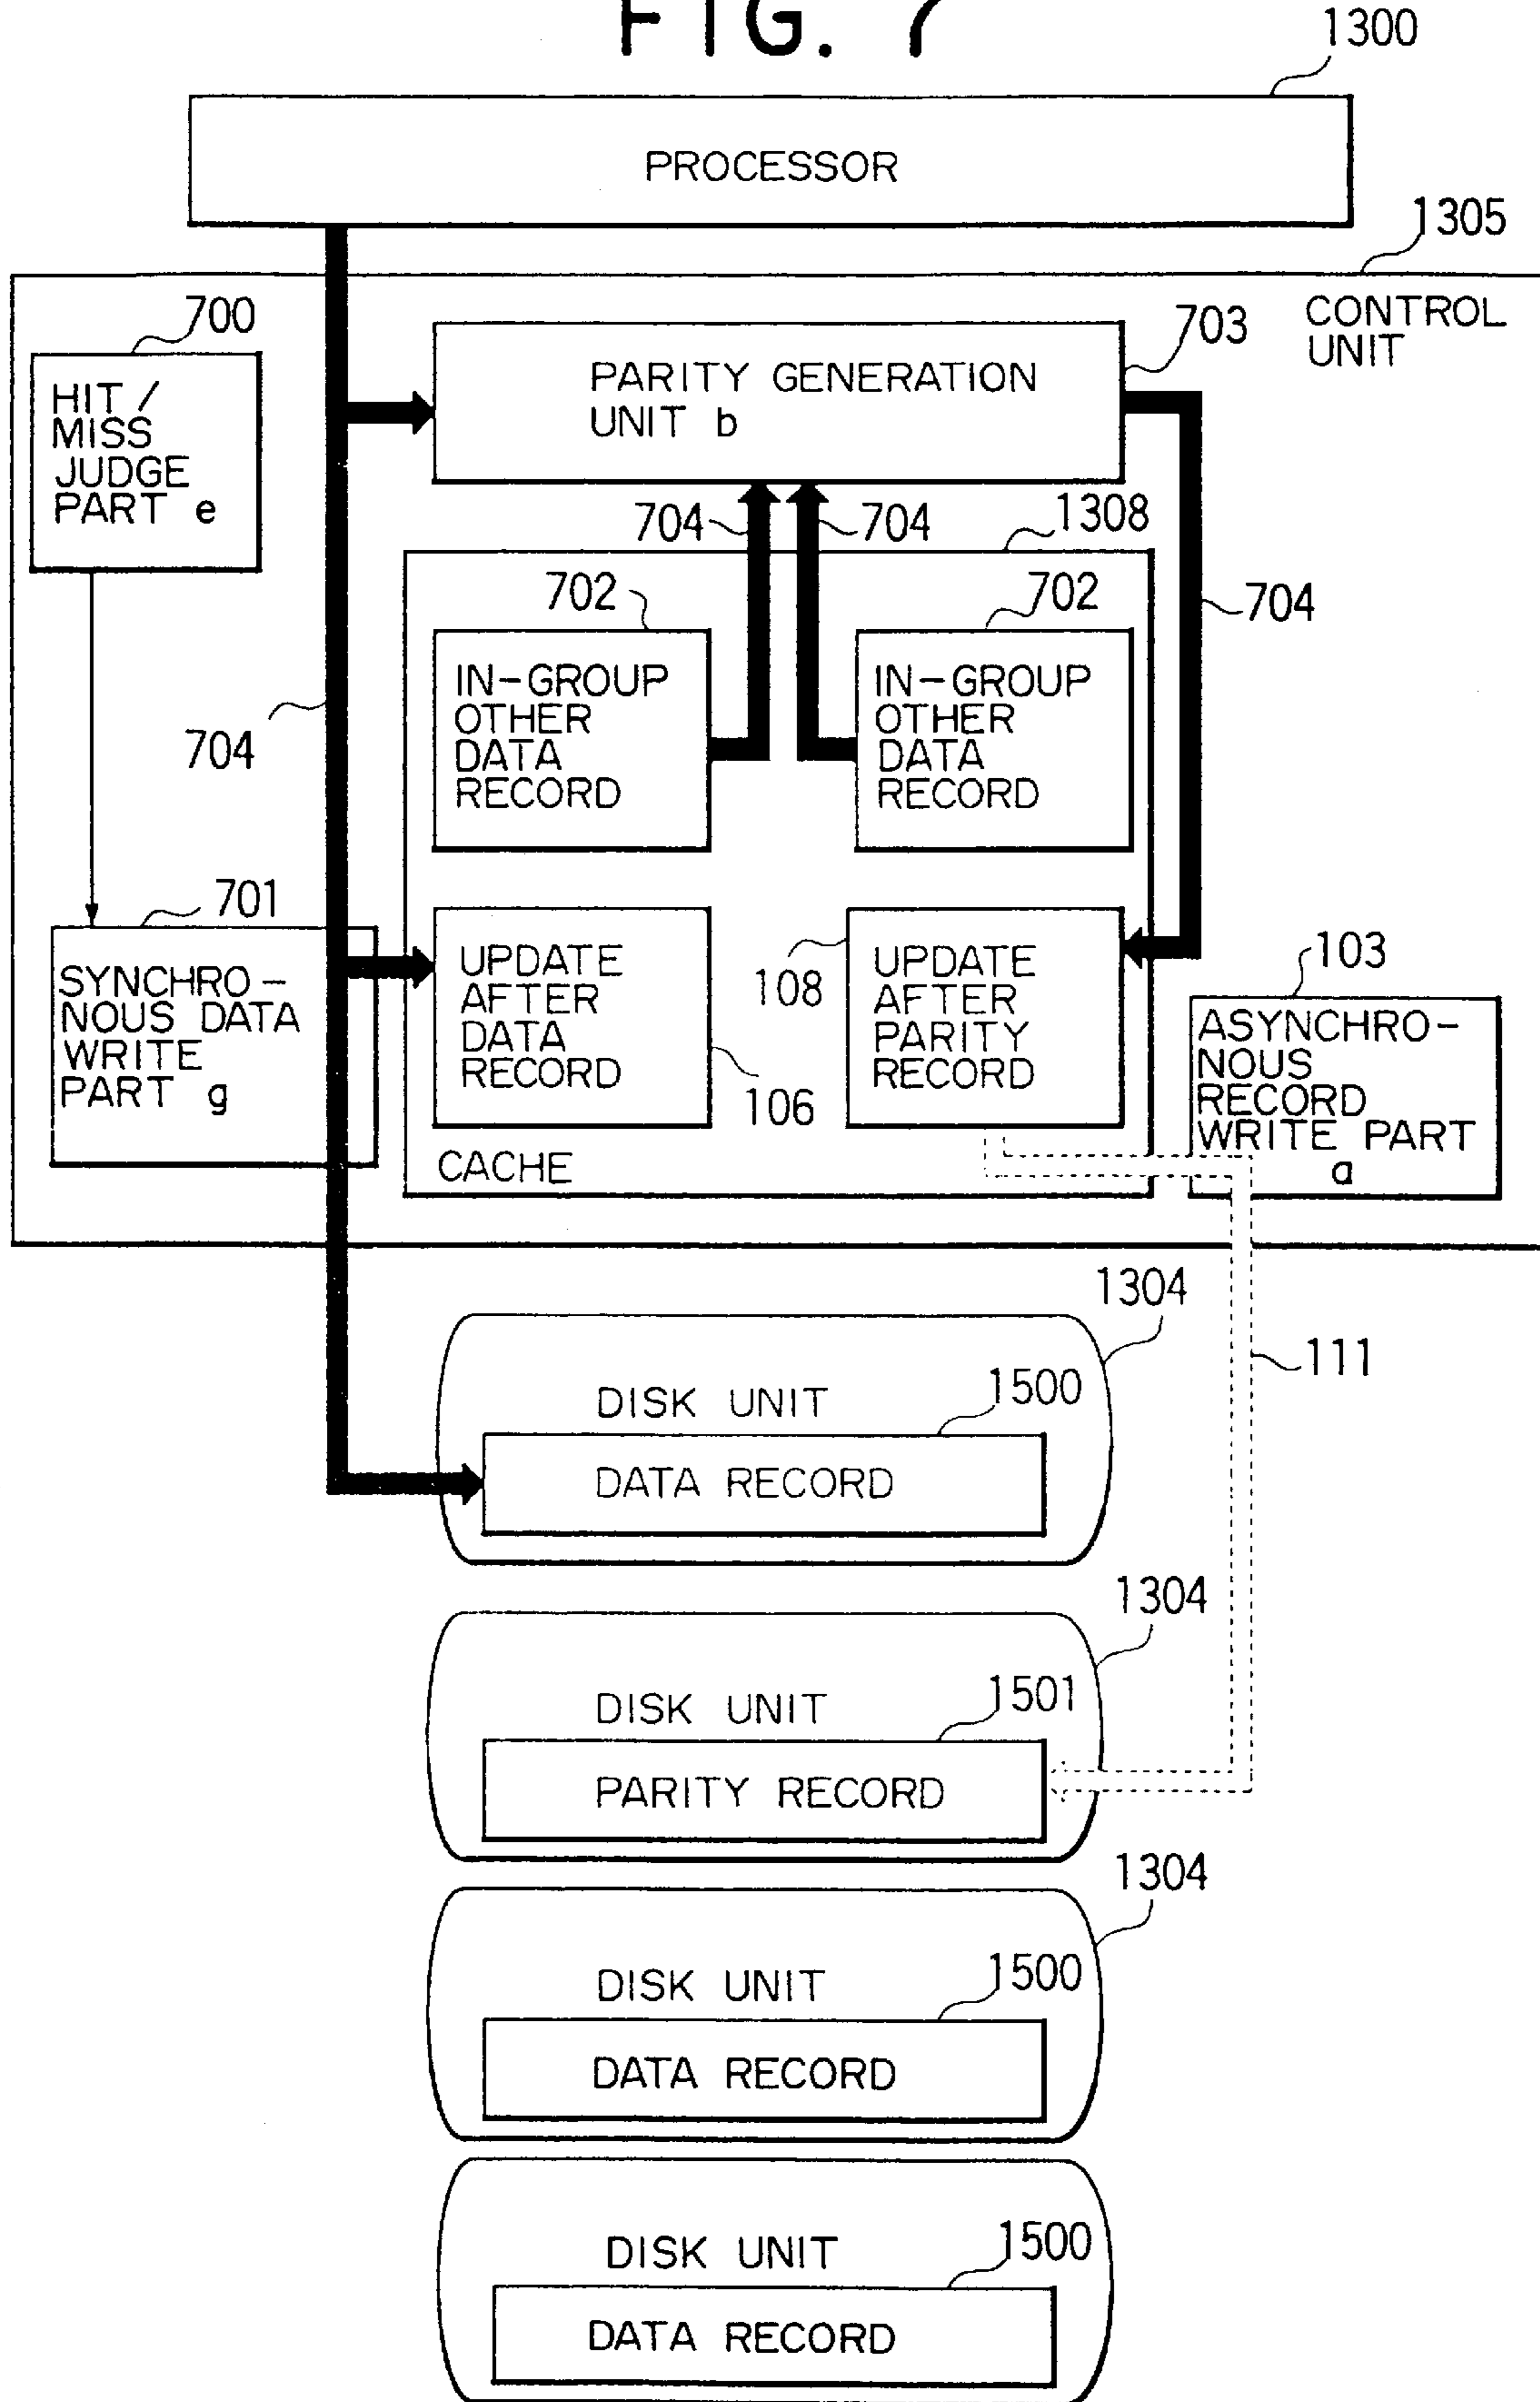 FIG. 7
1300
PROCESSOR
1305
CONTROL
UNIT
700
HIT/
MISS
JUDGE
PART e
703
PARITY GENERATION
UNIT b
704
704
1308
702
702
704
IN-GROUP
OTHER
DATA
RECORD
IN-GROUP
OTHER
DATA
RECORD
704
701
SYNCHRO-
NOUS DATA
WRITE
PART g
UPDATE
AFTER
DATA
RECORD
106
108
UPDATE
AFTER
PARITY
RECORD
103
ASYNCHRO-
NOUS
RECORD
WRITE PART
a
CACHE
1304
111
DISK UNIT
1500
DATA RECORD
1304
DISK UNIT
1501
PARITY RECORD
1304
DISK UNIT
1500
DATA RECORD
DISK UNIT
1500
DATA RECORD